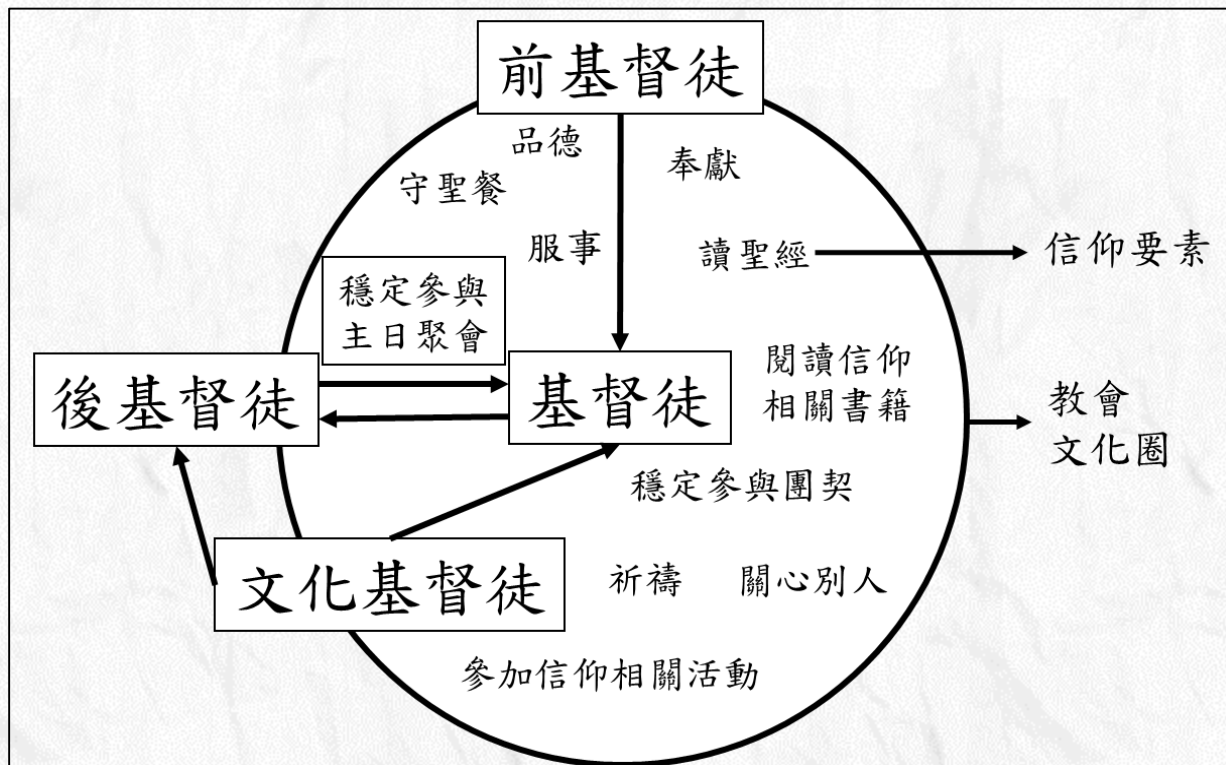 前基督徒
品德
奉獻
守聖餐
服事
讀聖經
信仰要素
穩定參與
主日聚會
後基督徒
基督徒
閱讀信仰
相關書籍
教會
文化圈
穩定參與團契
文化基督徒
祈禱
關心別人
參加信仰相關活動